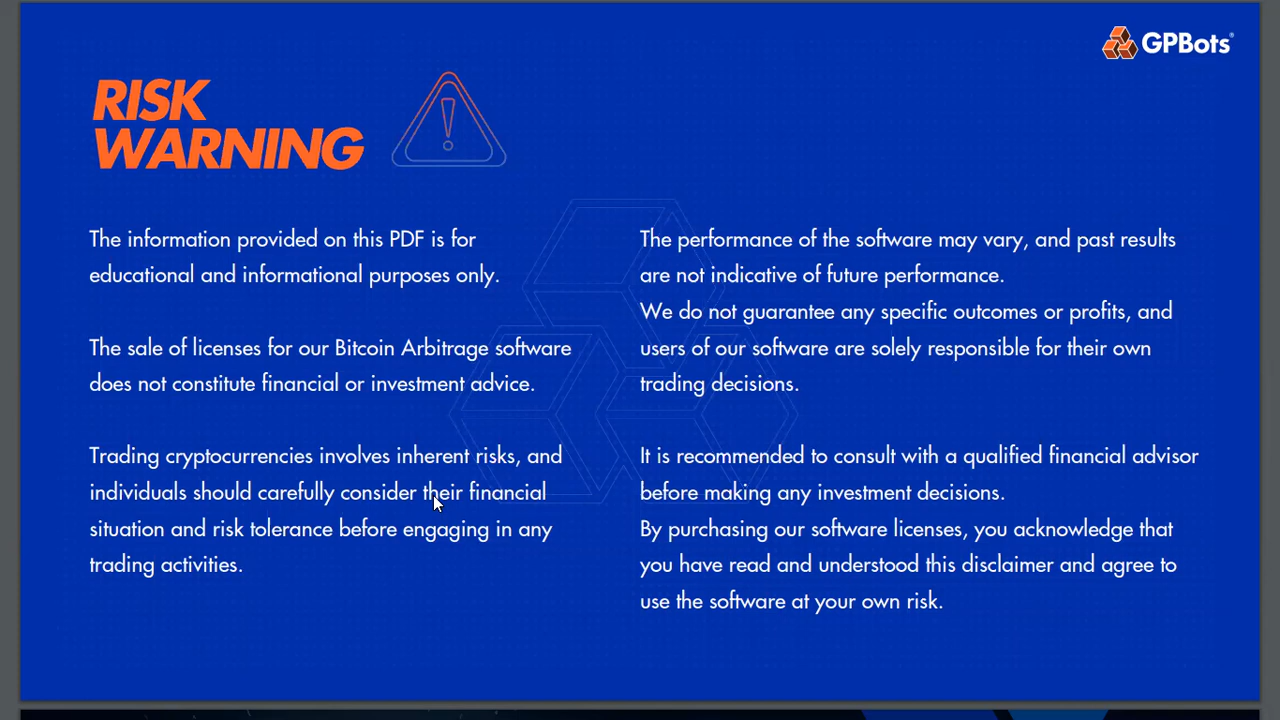 GPBots®
RISK
WARNING
The information provided on this PDF is for
educational and informational purposes only.
The sale of licenses for our Bitcoin Arbitrage software
does not constitute financial or investment advice.
Trading cryptocurrencies involves inherent risks, and
individuals should carefully consider their financial
situation and risk tolerance before engaging in any
trading activities.
The performance of the software may vary, and past results
are not indicative of future performance.
We do not guarantee any specific outcomes or profits, and
users of our software are solely responsible for their own
trading decisions.
It is recommended to consult with a qualified financial advisor
before making any investment decisions.
By purchasing our software licenses, you acknowledge that
you have read and understood this disclaimer and agree to
use the software at your own risk.